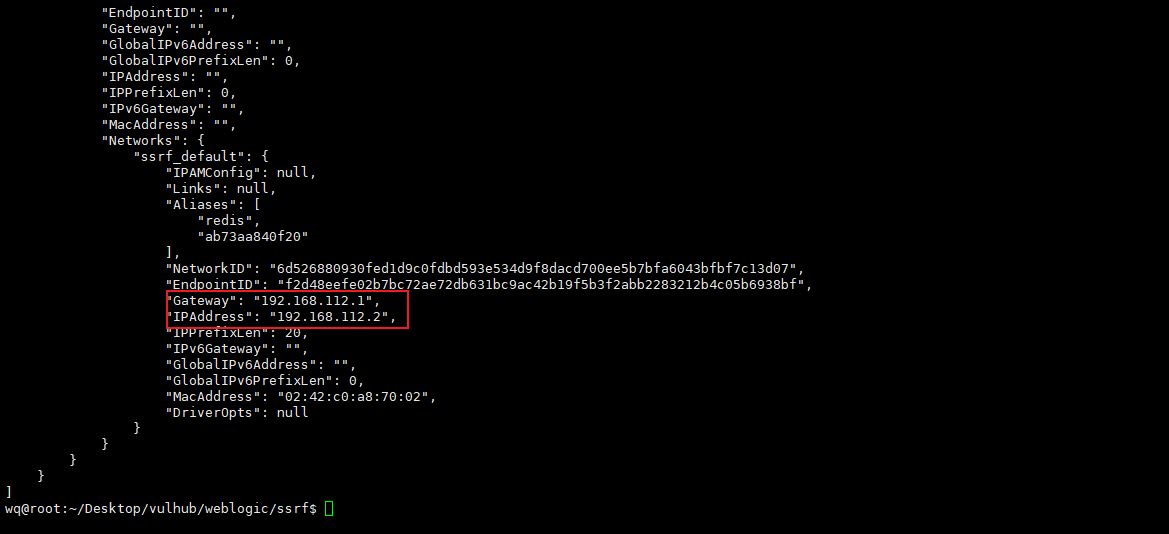 "EndpointID": "",
"Gateway": "",
"GlobalIPv6Address": "",
"GlobalIPv6PrefixLen": 0,
"IPAddress": "",
"IPPrefixLen": 0,
"IPv6Gateway": "",
"MacAddress": "",
"Networks": {
"ssrf_default": {
"IPAMConfig": null,
"Links": null,
"Aliases": [
"redis",
"ab73aa840f20"
],
"NetworkID": "6d526880930fed1d9c0fdbd593e534d9f8dacd700ee5b7bfa6043bfbf7c13d07",
"EndpointID": "f2d48eefe02b7bc72ae72db631bc9ac42b19f5b3f2abb2283212b4c05b6938bf",
"Gateway": "192.168.112.1",
"IPAddress": "192.168.112.2",
"IPPrefixLen": 20,
"IPv6Gateway": "",
"GlobalIPv6Address": "",
"GlobalIPv6PrefixLen": 0,
"MacAddress": "02:42:c0:a8:70:02",
"DriverOpts": null
}
}
}
}
]
wq@root:~/Desktop/vulhub/weblogic/ssrf$